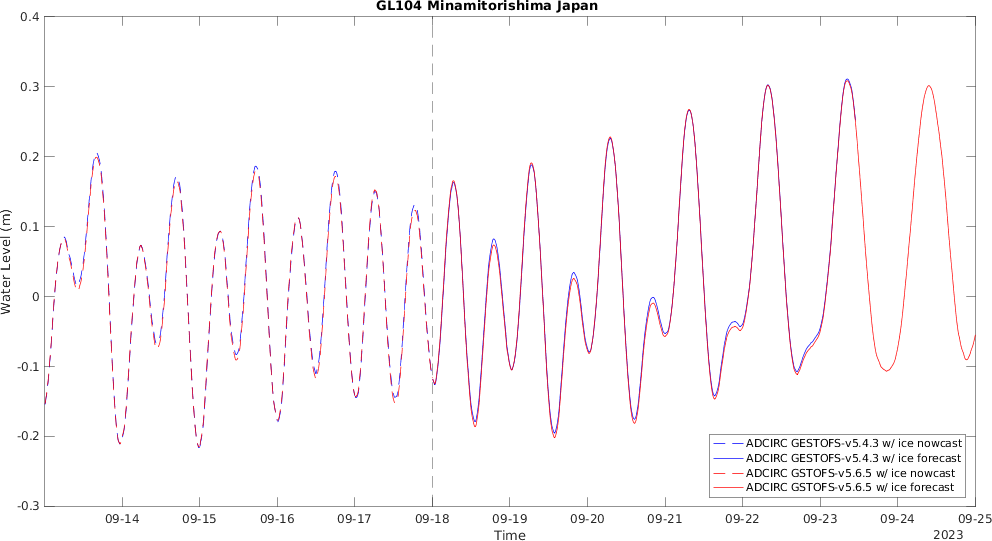 GL104 Minamitorishima Japan
0.4
0.3
0.2
0.1
0
-0.1
-0.2
-0.3
Water Level (m)
09-14 09-15 09-16 09-17 09-18 09-19 09-20 09-21 09-22 09-23 09-24 09-25
Time
2023
ADCIRC GESTOFS-v5.4.3 w/ ice nowcast
ADCIRC GESTOFS-v5.4.3 w/ ice forecast
ADCIRC GSTOFS-v5.6.5 w/ ice nowcast
ADCIRC GSTOFS-v5.6.5 w/ ice forecast